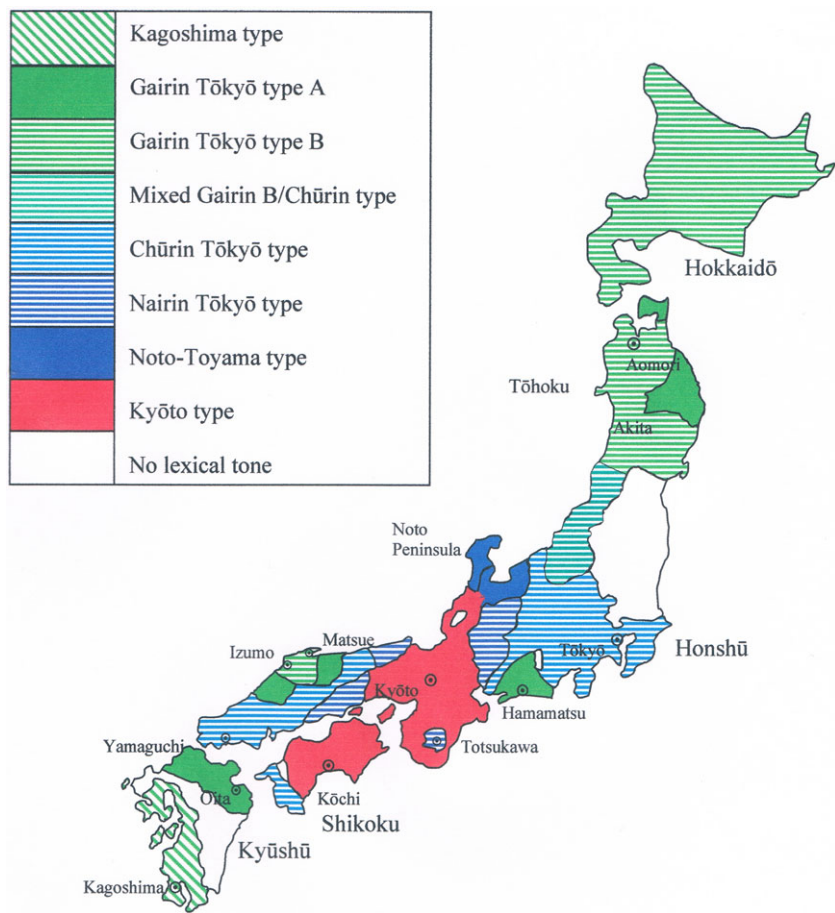 Kagoshima type
Gairin Tōkyō type A
Gairin Tōkyō type B
Mixed Gairin B/Chūrin type
Chūrin Tōkyō type
Nairin Tōkyō type
Noto-Toyama type
Kyōto type
No lexical tone
Hokkaidō
Aomori
Tōhoku
Akita
Noto
Peninsula
Matsue
Izumo
Tōkyō
Honshū
Kyōto
Hamamatsu
Yamaguchi
Totsukawa
Oita
Kōchi
Shikoku
Kyūshū
Kagoshima